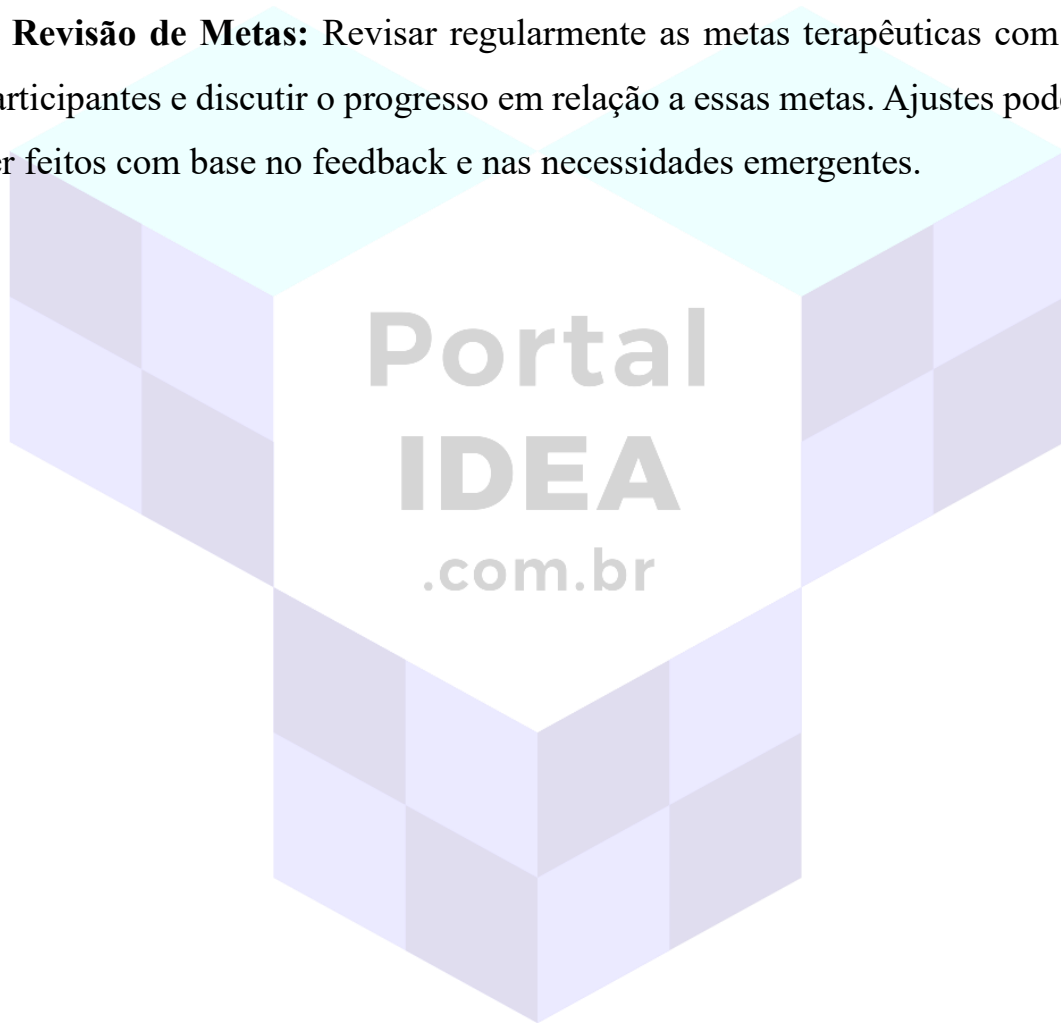 Revisão de Metas: Revisar regularmente as metas terapêuticas com
articipantes e discutir o progresso em relação a essas metas. Ajustes pod
er feitos com base no feedback e nas necessidades emergentes.
Portal
IDEA
.com.br